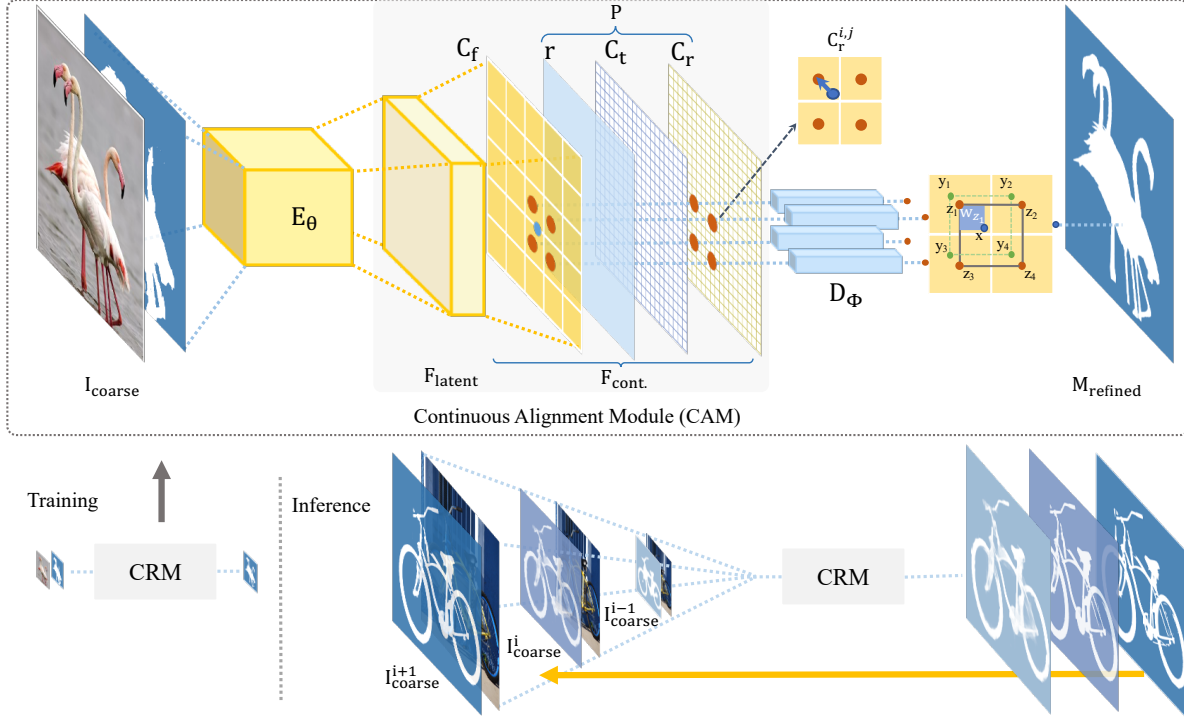 P
C_f
r
C_t
C_r
C_r^{i,j}
E_θ
y_1
y_2
z_1
w_{z_1}
z_2
x
y_3
y_4
z_3
z_4
D_Φ
I_coarse
F_latent
F_cont.
M_refined
Continuous Alignment Module (CAM)
Training
Inference
CRM
CRM
I_coarse^{i−1}
I_coarse^{i}
I_coarse^{i+1}